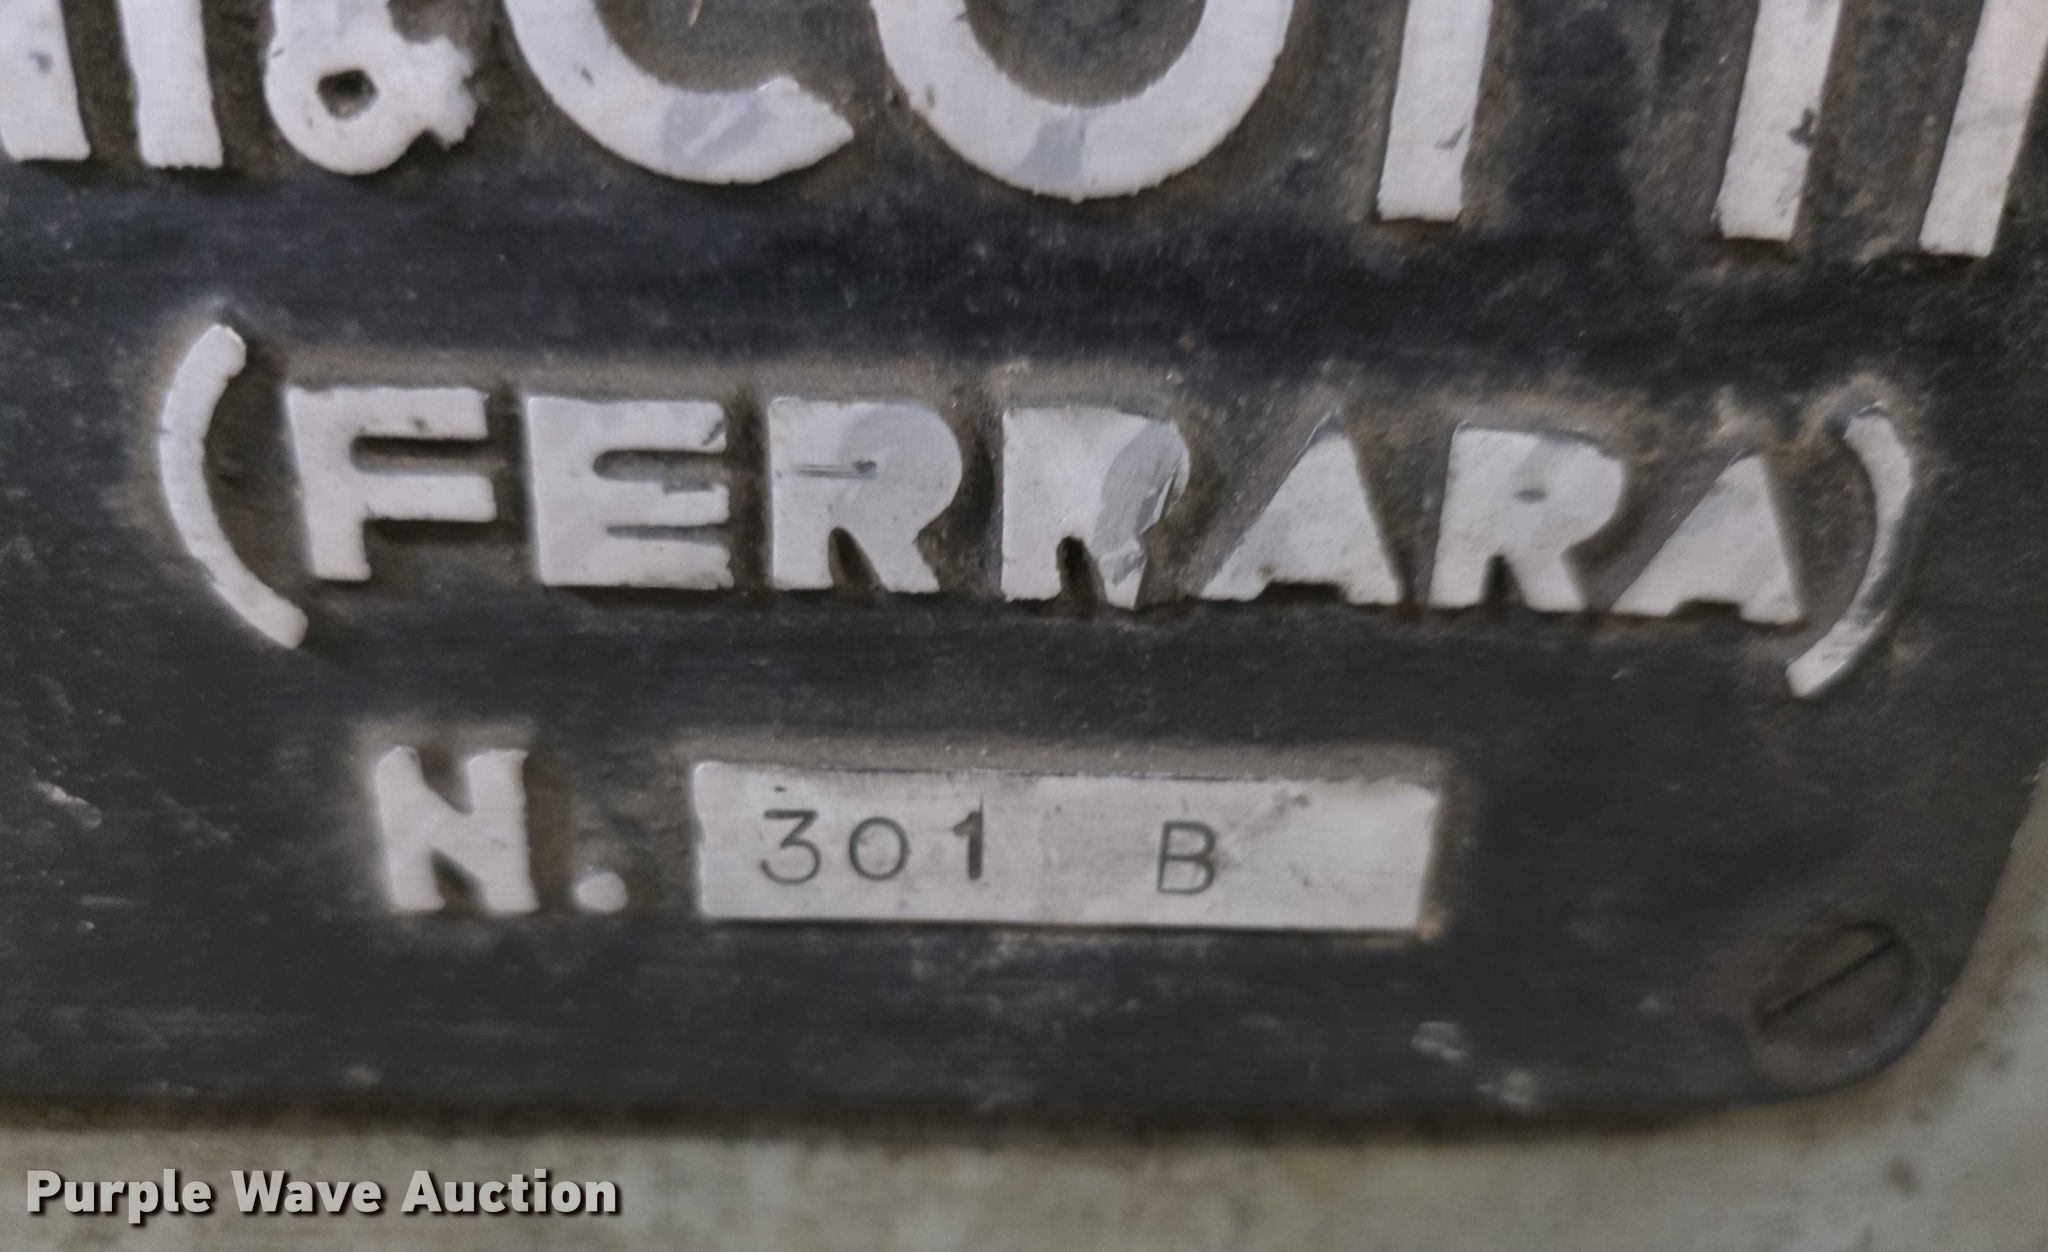 (FERRARA)
N. 301 B
Purple Wave Auction